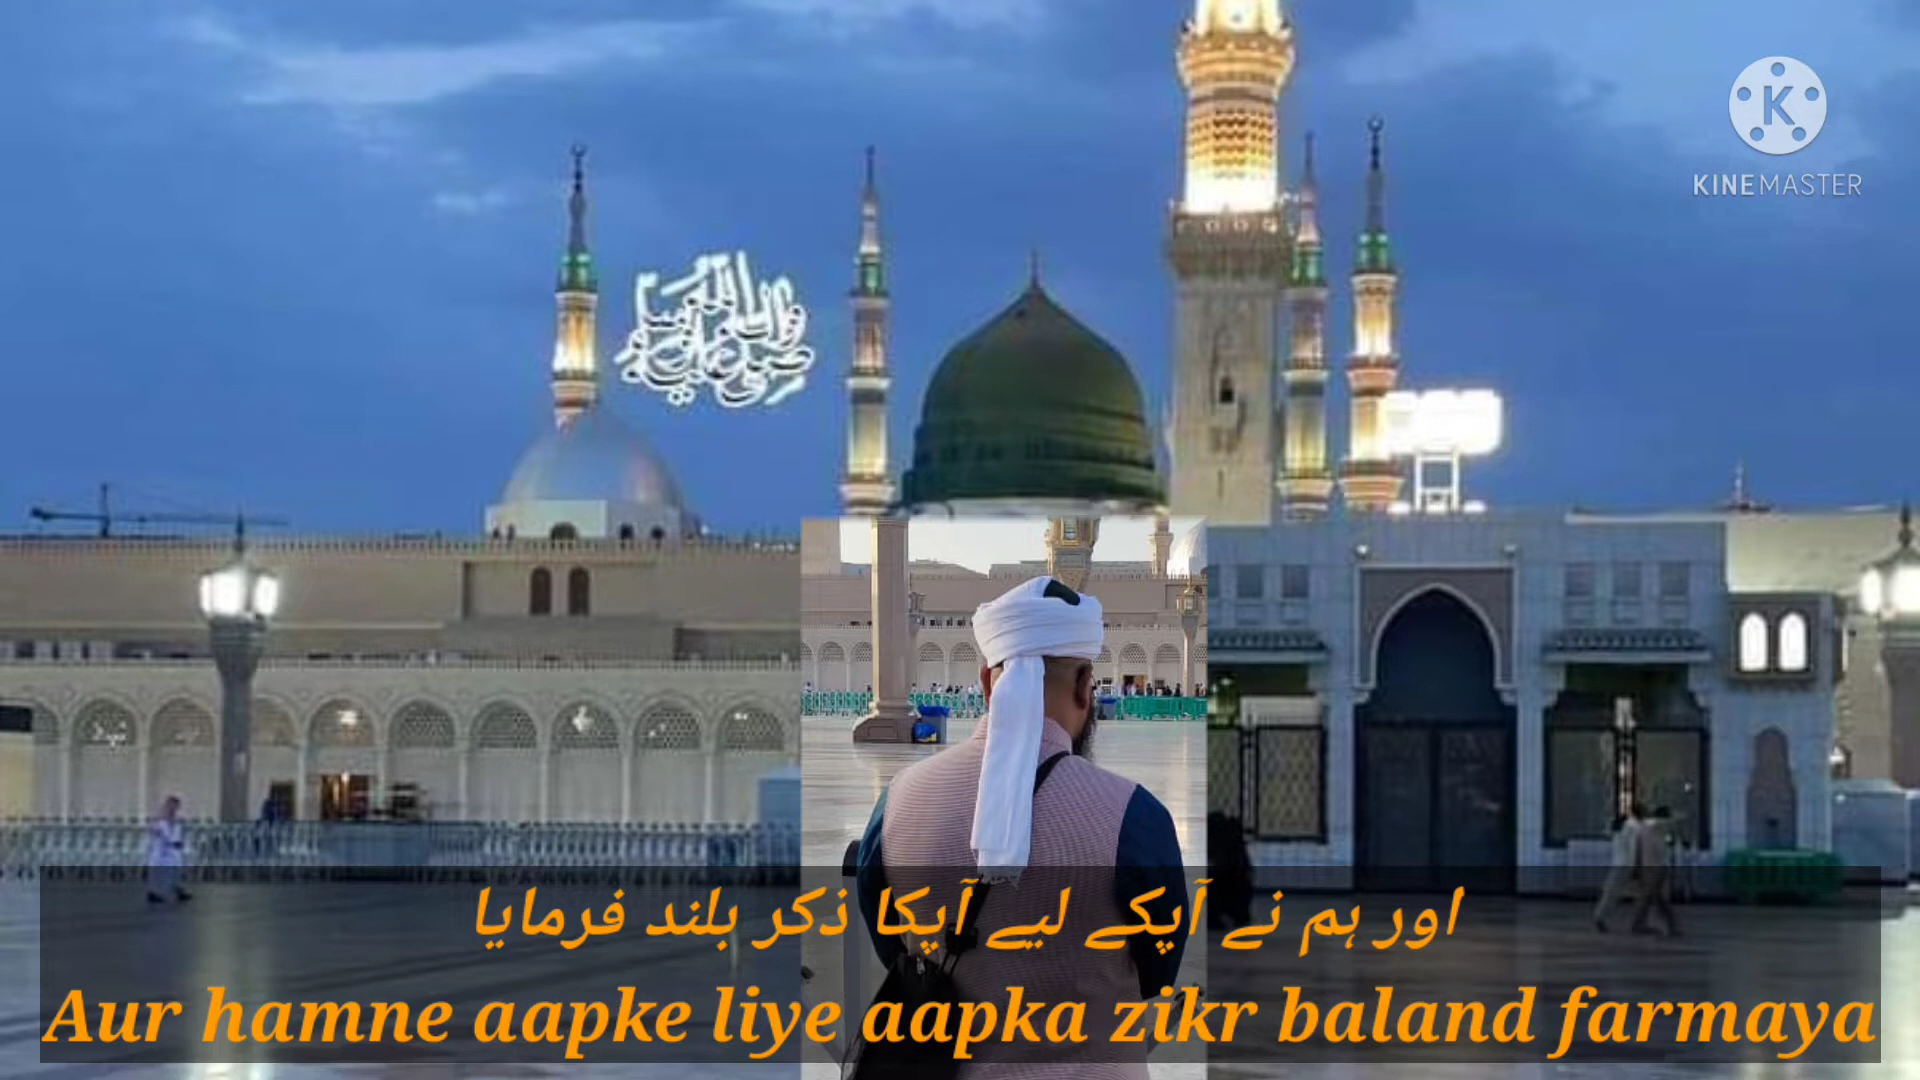 KINEMASTER
اور ہم نے آپکے لیے آپکا ذکر بلند فرمایا
Aur hamne aapke liye aapka zikr baland farmaya